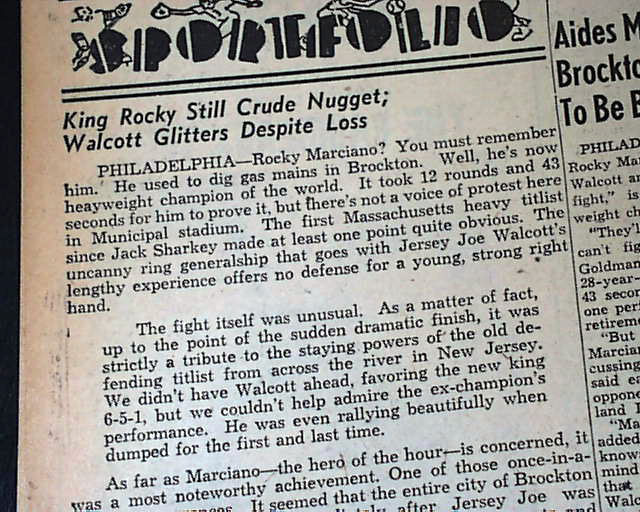 SPORTFOLIO
King Rocky Still Crude Nugget;
Walcott Glitters Despite Loss
PHILADELPHIA—Rocky Marciano? You must remember
him. He used to dig gas mains in Brockton. Well, he's now
heavyweight champion of the world. It took 12 rounds and 43
seconds for him to prove it, but there's not a voice of protest here
in Municipal stadium. The first Massachusetts heavy titlist
since Jack Sharkey made at least one point quite obvious. The
uncanny ring generalship that goes with Jersey Joe Walcott's
lengthy experience offers no defense for a young, strong right
hand.
The fight itself was unusual. As a matter of fact,
up to the point of the sudden dramatic finish, it was
strictly a tribute to the staying powers of the old de-
fending titlist from across the river in New Jersey.
We didn't have Walcott ahead, favoring the new king
6-5-1, but we couldn't help admire the ex-champion's
performance. He was even rallying beautifully when
dumped for the first and last time.
As far as Marciano—the hero of the hour—is concerned, it
was a most noteworthy achievement. One of those once-in-a-
It seemed that the entire city of Brockton
after Jersey Joe was
and
Aides M
Brockto
To Be B
PHILAD
Rocky Mar
Walcott an
fight," is
weight ch
"They'l
can't fig
Goldman
28-year-
43 secon
one perf
retireme
"But
Marcian
cussing
said e
oppone
land
"Ma
added
know
mind
that
Walc